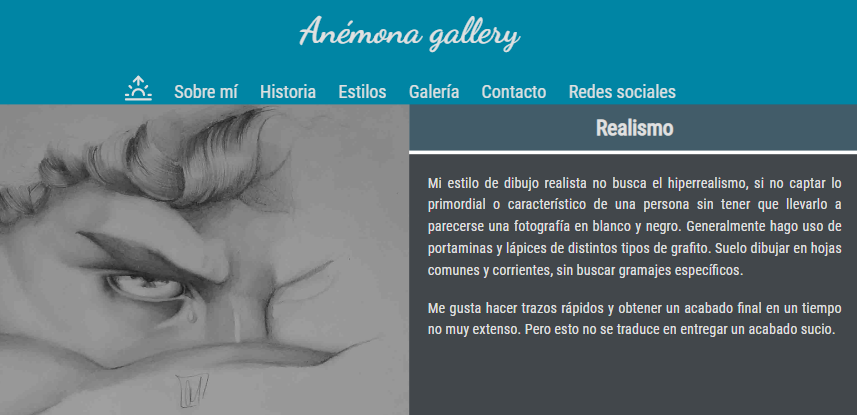 Anémona gallery
Sobre mí Historia Estilos Galería Contacto Redes sociales
Realismo
Mi estilo de dibujo realista no busca el hiperrealismo, si no captar lo
primordial o característico de una persona sin tener que llevarlo a
parecerse una fotografía en blanco y negro. Generalmente hago uso de
portaminas y lápices de distintos tipos de grafito. Suelo dibujar en hojas
comunes y corrientes, sin buscar gramajes específicos.
Me gusta hacer trazos rápidos y obtener un acabado final en un tiempo
no muy extenso. Pero esto no se traduce en entregar un acabado sucio.